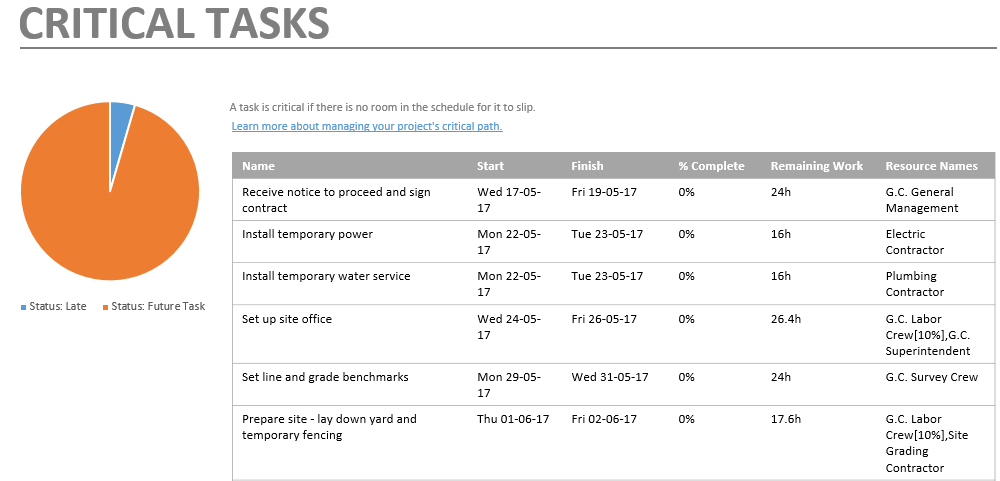 CRITICAL TASKS
A task is critical if there is no room in the schedule for it to slip.
Learn more about managing your project's critical path.
Status: Late Status: Future Task
Name Start Finish % Complete Remaining Work Resource Names
Receive notice to proceed and sign Wed 17-05- Fri 19-05-17 0% 24h G.C. General
contract 17 Management
Install temporary power Mon 22-05- Tue 23-05-17 0% 16h Electric
17 Contractor
Install temporary water service Mon 22-05- Tue 23-05-17 0% 16h Plumbing
17 Contractor
Set up site office Wed 24-05- Fri 26-05-17 0% 26.4h G.C. Labor
17 Crew[10%],G.C.
Superintendent
Set line and grade benchmarks Mon 29-05- Wed 31-05-17 0% 24h G.C. Survey Crew
17
Prepare site - lay down yard and Thu 01-06-17 Fri 02-06-17 0% 17.6h G.C. Labor
temporary fencing Crew[10%],Site
Grading
Contractor